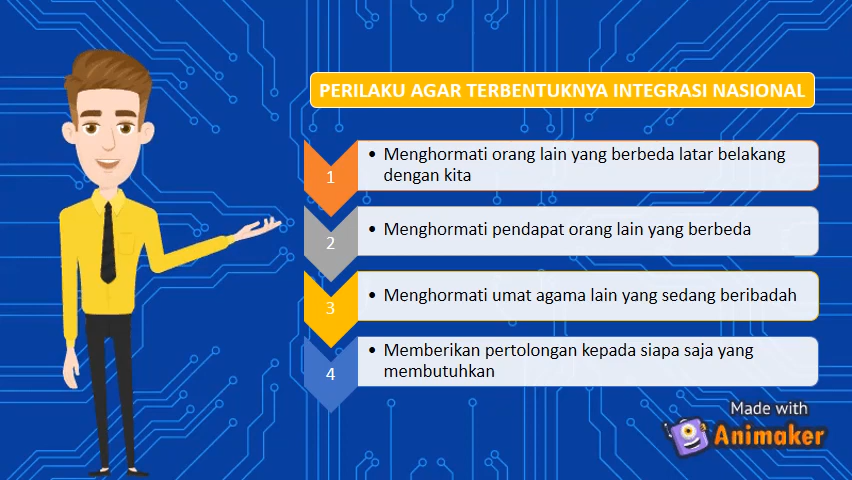 PERILAKU AGAR TERBENTUKNYA INTEGRASI NASIONAL
1
• Menghormati orang lain yang berbeda latar belakang
dengan kita
2
• Menghormati pendapat orang lain yang berbeda
3
• Menghormati umat agama lain yang sedang beribadah
4
• Memberikan pertolongan kepada siapa saja yang
membutuhkan
Made with
Animaker